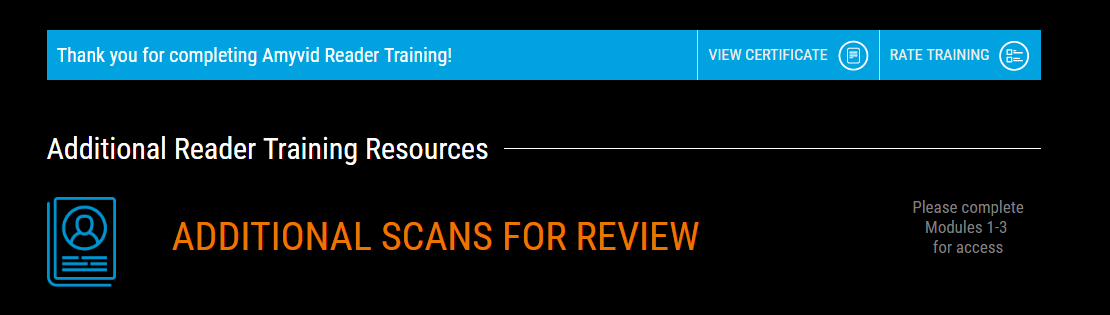 Thank you for completing Amyvid Reader Training!
VIEW CERTIFICATE
RATE TRAINING
Additional Reader Training Resources
ADDITIONAL SCANS FOR REVIEW
Please complete
Modules 1-3
for access